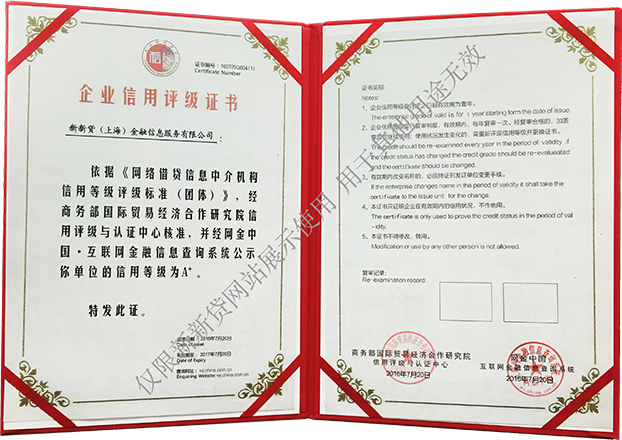 证书编号：160705G004(1)
Certificate Number
企业信用评级证书
新新贷（上海）金融信息服务有限公司：
依据《网络借贷信息中介机构
信用等级评级标准（团体）》，经
商务部国际贸易经济合作研究院信
用评级与认证中心核准，并经网金中
国·互联网金融信息查询系统公示
你单位的信用等级为A+。
特发此证。
发证日期：2016年7月20日
Date of Issue
有效期至：2017年7月20日
Date of Expiry
查询网址：vq.china.com.cn
Enquiring Website: vq.china.com.cn
证书说明：
Notes:
1、企业信用等级自发证之日起有效期为壹年。
The enterprise period of valid is for 1 year starting form the date of issue.
2、企业信用等级实行复审制度，有效期内，每年复审一次，经复审合格的，加盖
使用状况发生变化的，需重新评定信用等级并更换证书。
The credit should be re-examined every year in the period of validity ,if
the credit status has changed the credit grade should be re-evalueated
and the certificate should be changed.
3、有效期内改变名称的，必须持证到发证单位变更手续。
If the enterprise changes name in the period of validity it shall take the
certificate to the issue unit for the change.
4、本证书只证明企业在有效期内的信用状况，不作他用。
The certificate is only used to prove the credit status in the period of val
-idity.
5、本证书不得修改、转用。
Modification or use by any other person is not allowed.
复审记录：
Re-examination record:
商务部国际贸易经济合作研究院
信用评级与认证中心
2016年7月20日
网金中国
互联网金融信息查询系统
2016年7月20日
仅限新新贷网站展示使用 用于其他用途无效